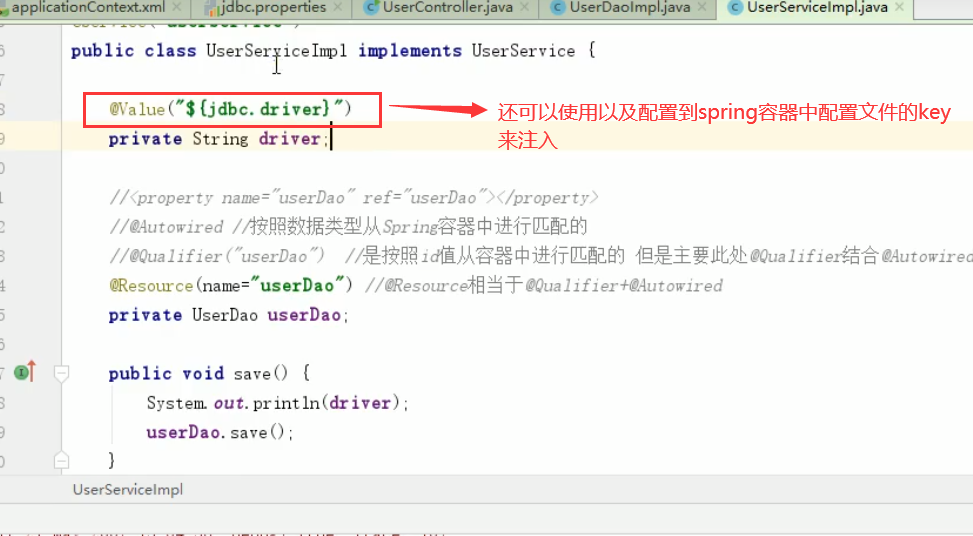 applicationContext.xml jdbc.properties UserController.java UserDaoImpl.java UserServiceImpl.java
public class UserServiceImpl implements UserService {
@Value("${jdbc.driver}")
还可以使用以及配置到spring容器中配置文件的key
private String driver;
来注入
//<property name="userDao" ref="userDao"></property>
//@Autowired //按照数据类型从Spring容器中进行匹配的
//@Qualifier("userDao") //是按照id值从容器中进行匹配的 但是主要此处@Qualifier结合@Autowired
@Resource(name="userDao") //@Resource相当于@Qualifier+@Autowired
private UserDao userDao;
public void save() {
System.out.println(driver);
userDao.save();
}
UserServiceImpl